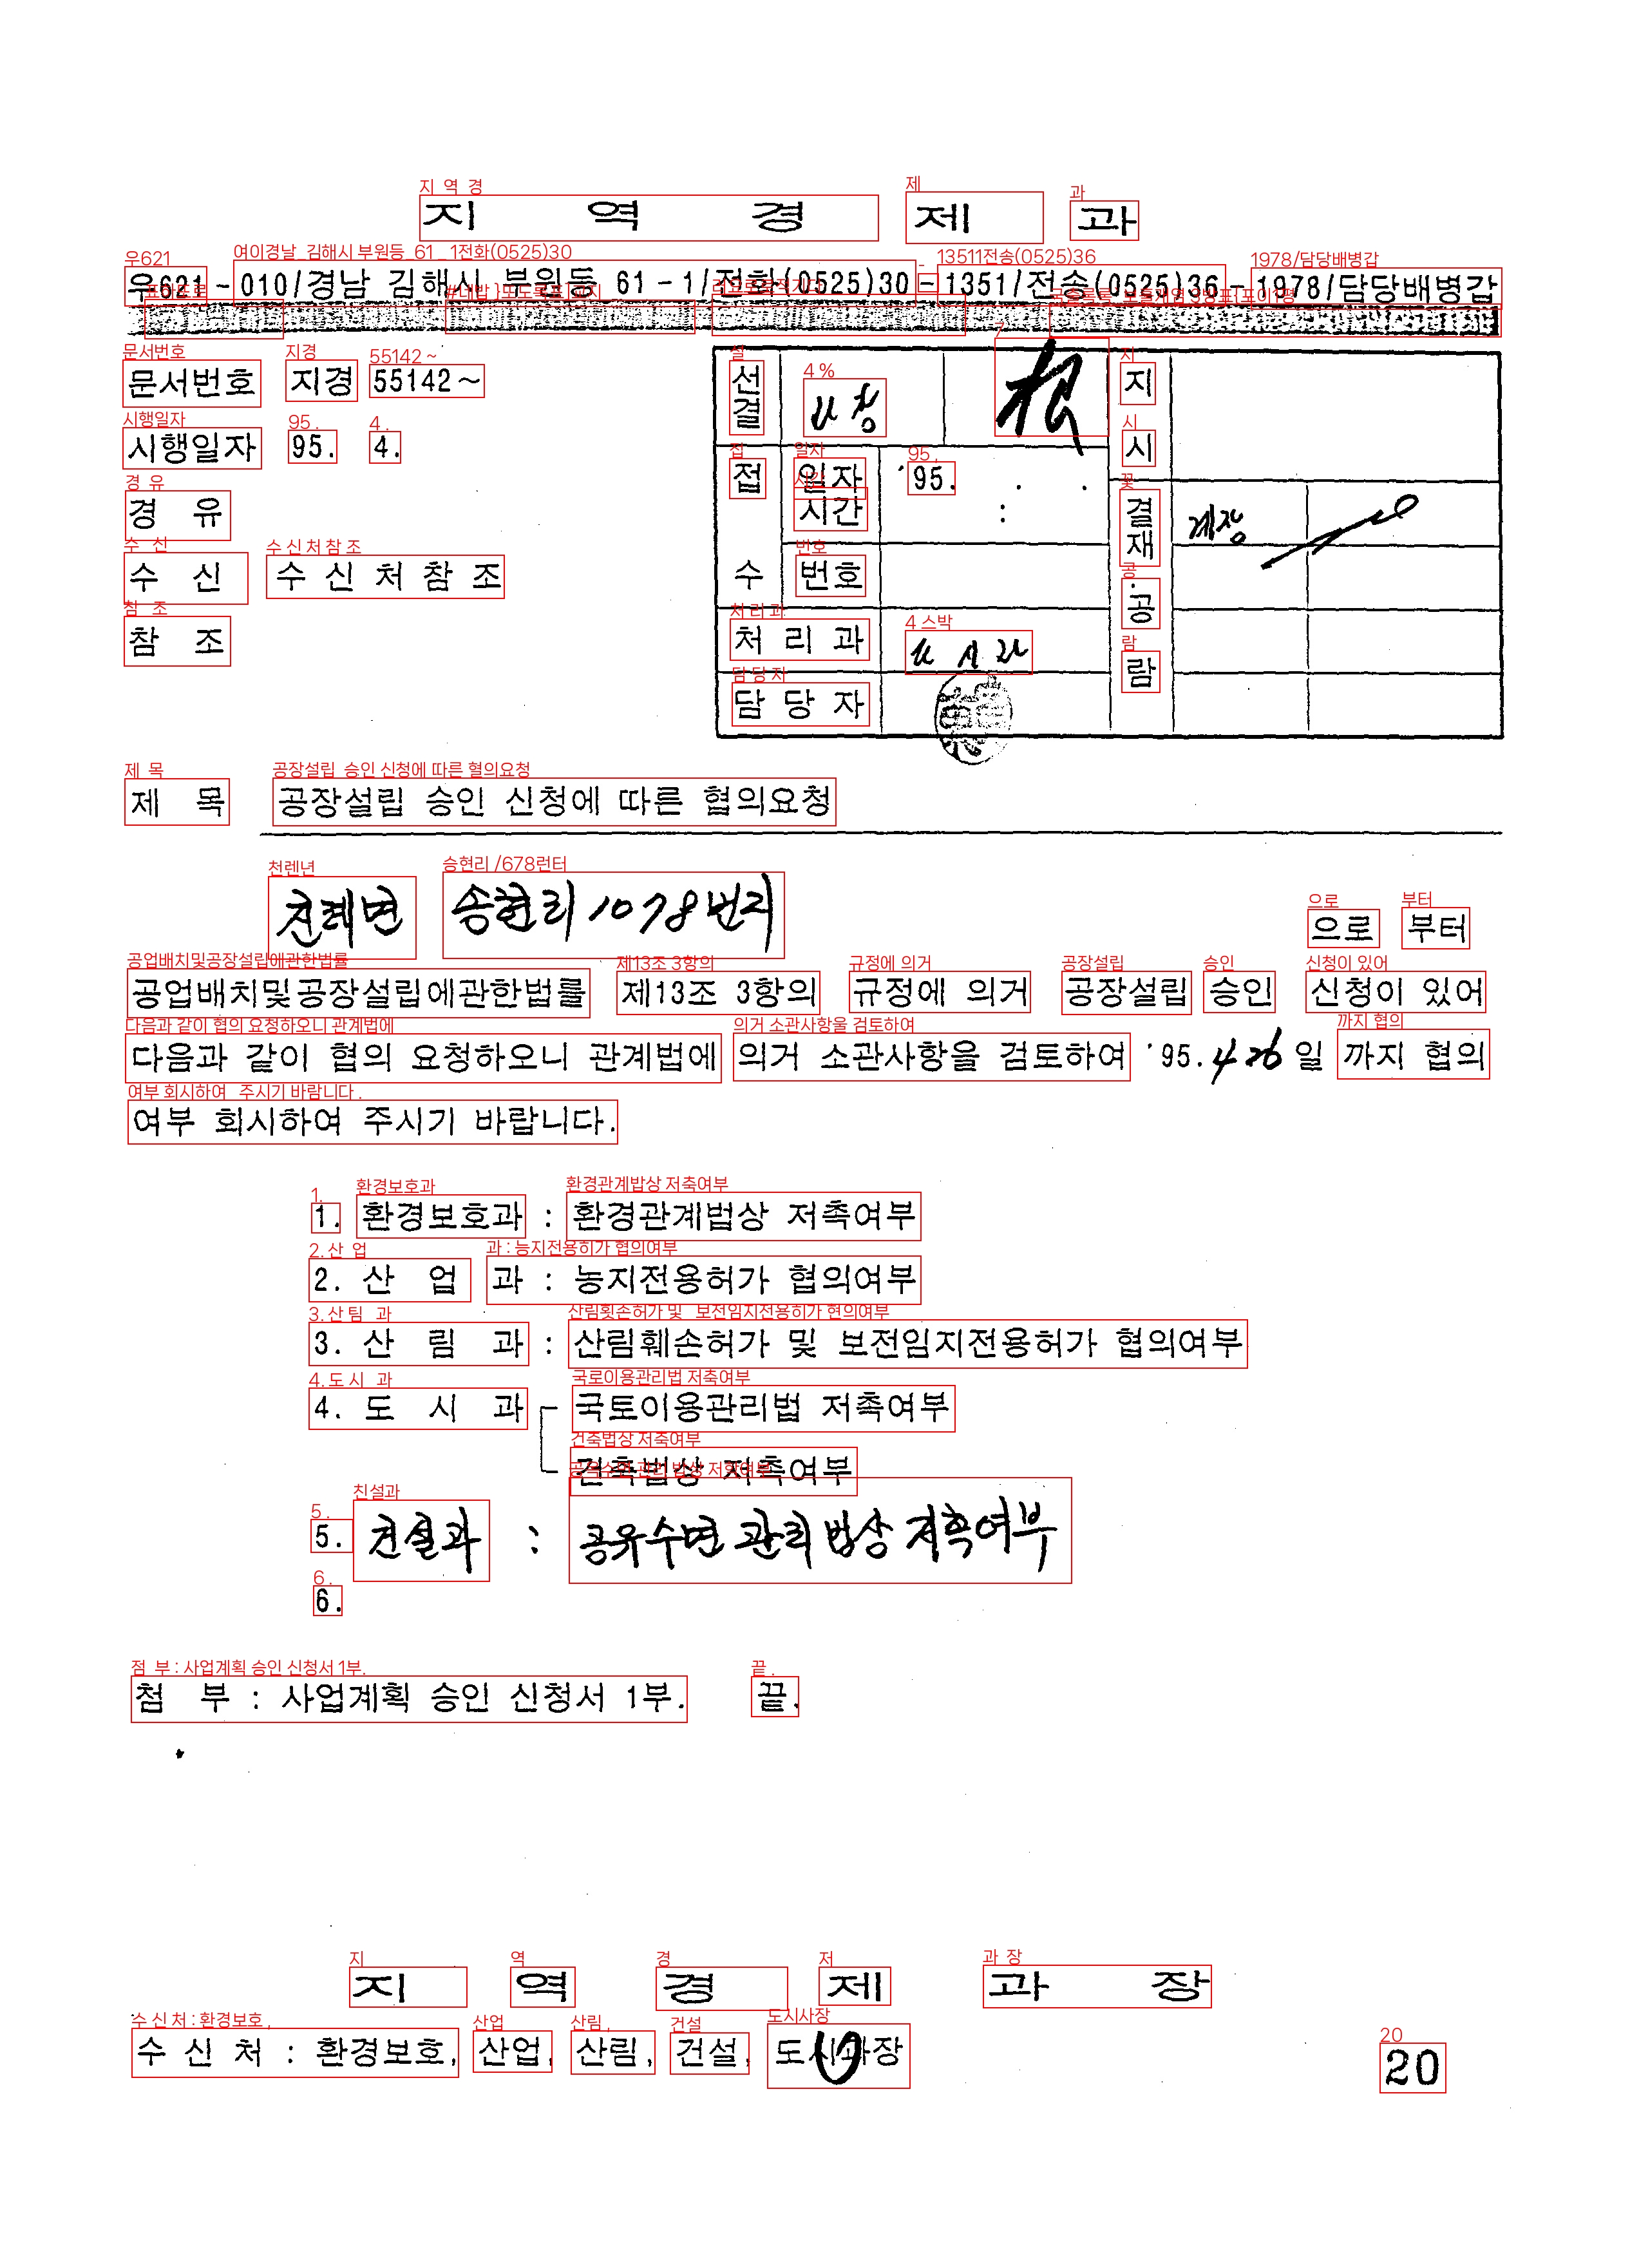 지 역 경 제 과
우621-010/경남 김해시 부원동 61-1/전화(0525)30-1351/전송(0525)36-1978/담당배병갑
문서번호 지경 55142~
시행일자 95. 4.
경 유
수 신 수 신 처 참 조
참 조
선결 지시
접수 일자 시간 '95. . . :
번호
처 리 과
담 당 자
결재·공람 계장
제 목 공장설립 승인 신청에 따른 협의요청
진례면 송현리 1078번지 으로 부터
공업배치및공장설립에관한법률 제13조 3항의 규정에 의거 공장설립 승인 신청이 있어
다음과 같이 협의 요청하오니 관계법에 의거 소관사항을 검토하여 '95. 4 26 일 까지 협의
여부 회시하여 주시기 바랍니다.
1. 환경보호과 : 환경관계법상 저촉여부
2. 산 업 과 : 농지전용허가 협의여부
3. 산 림 과 : 산림훼손허가 및 보전임지전용허가 협의여부
4. 도 시 과 국토이용관리법 저촉여부
건축법상 저촉여부
5. 건설과 : 공유수면 관리법상 저촉여부
6.
첨 부 : 사업계획 승인 신청서 1부. 끝.
지 역 경 제 과 장
수 신 처 : 환경보호, 산업, 산림, 건설, 도시과장
20